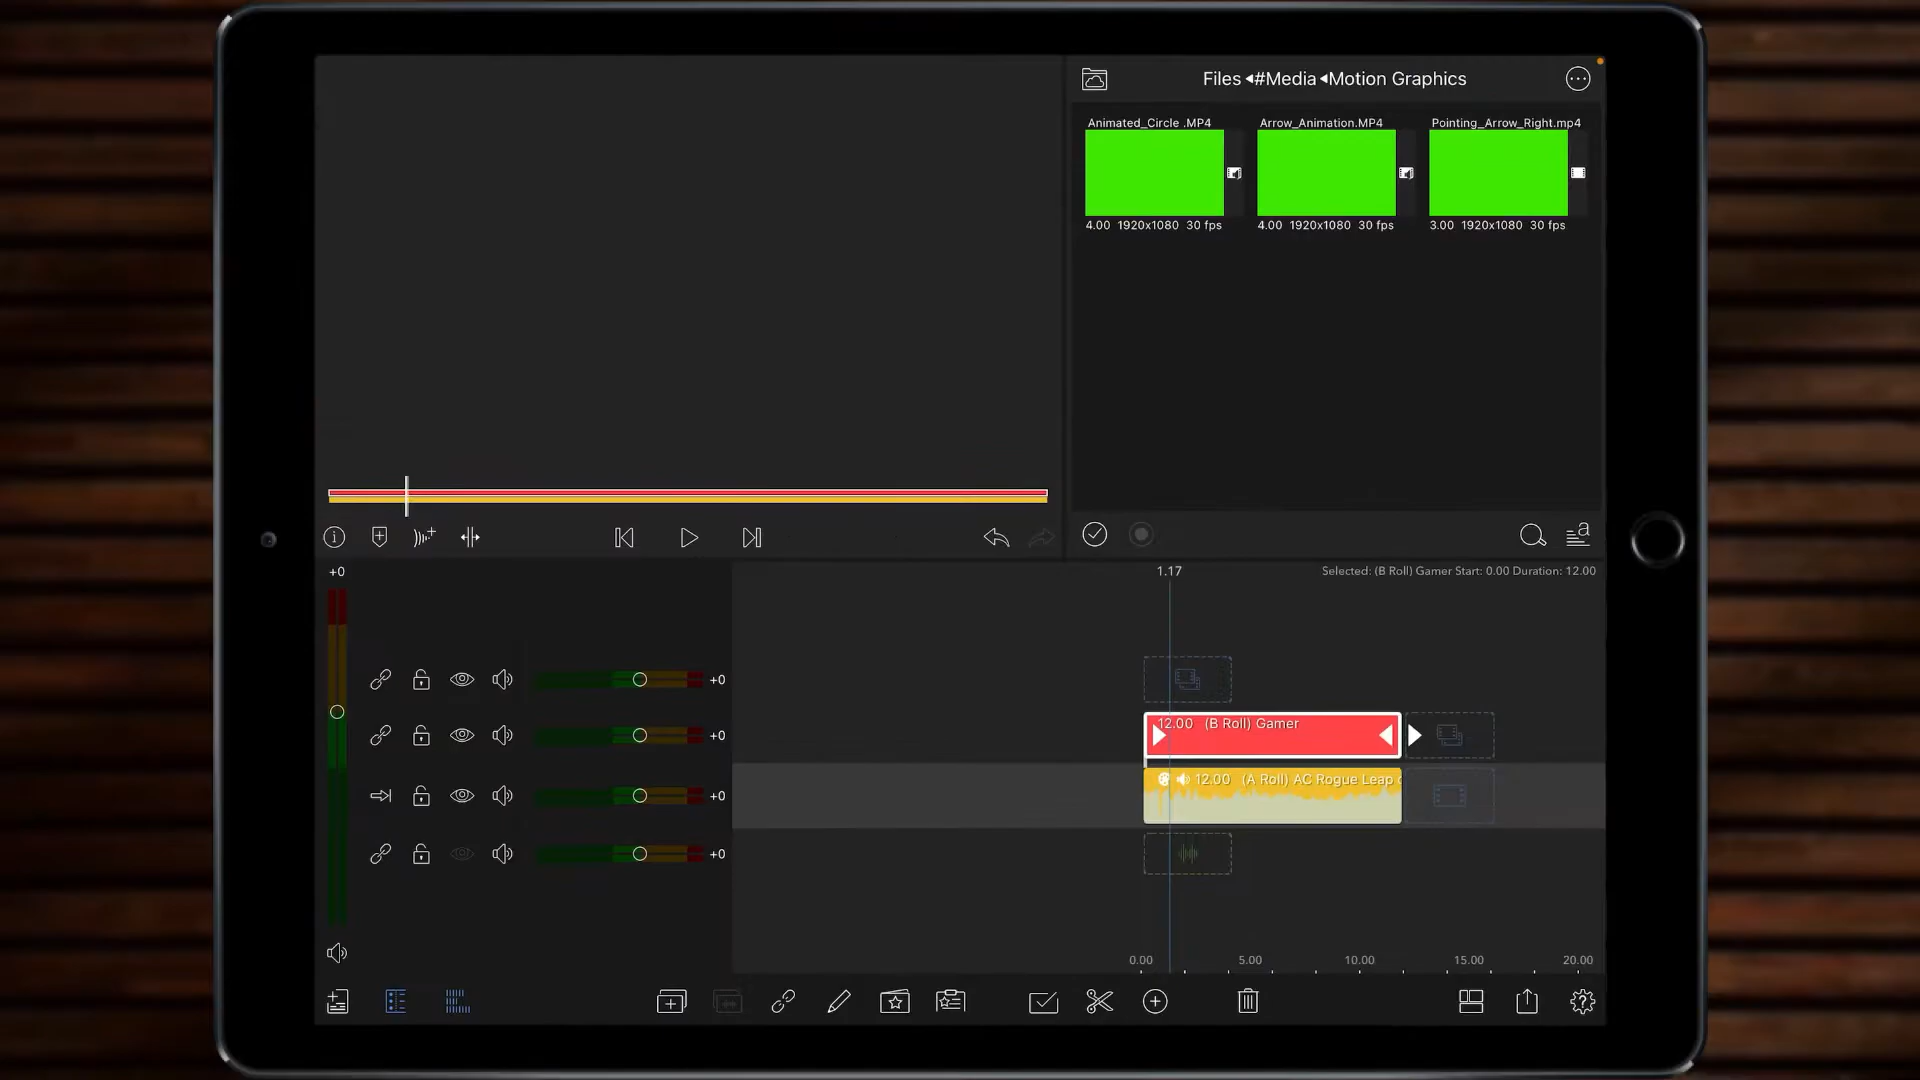 Files ◂#Media◂Motion Graphics
Animated_Circle .MP4
Arrow_Animation.MP4
Pointing_Arrow_Right.mp4
4.00 1920x1080 30 fps
4.00 1920x1080 30 fps
3.00 1920x1080 30 fps
+0
1.17
Selected: (B Roll) Gamer Start: 0.00 Duration: 12.00
+0
12.00 (B Roll) Gamer
+0
12.00 (A Roll) AC Rogue Leap
+0
+0
0.00 5.00 10.00 15.00 20.00